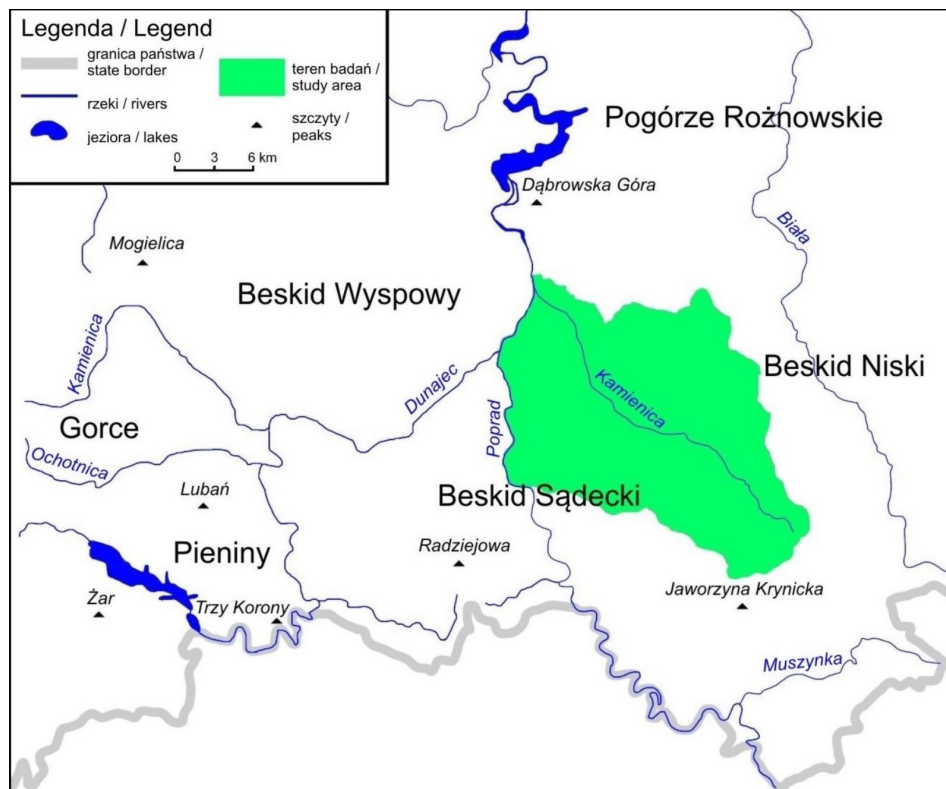 Legenda / Legend
granica państwa /
state border
rzeki / rivers
jeziora / lakes
teren badań /
study area
szczyty /
peaks
0 3 6 km
Pogórze Rożnowskie
Dąbrowska Góra
Biała
Mogielica
Beskid Wyspowy
Kamienica
Dunajec
Kamienica
Beskid Niski
Gorce
Poprad
Ochotnica
Lubań
Beskid Sądecki
Pieniny
Radziejowa
Żar
Trzy Korony
Jaworzyna Krynicka
Muszynka